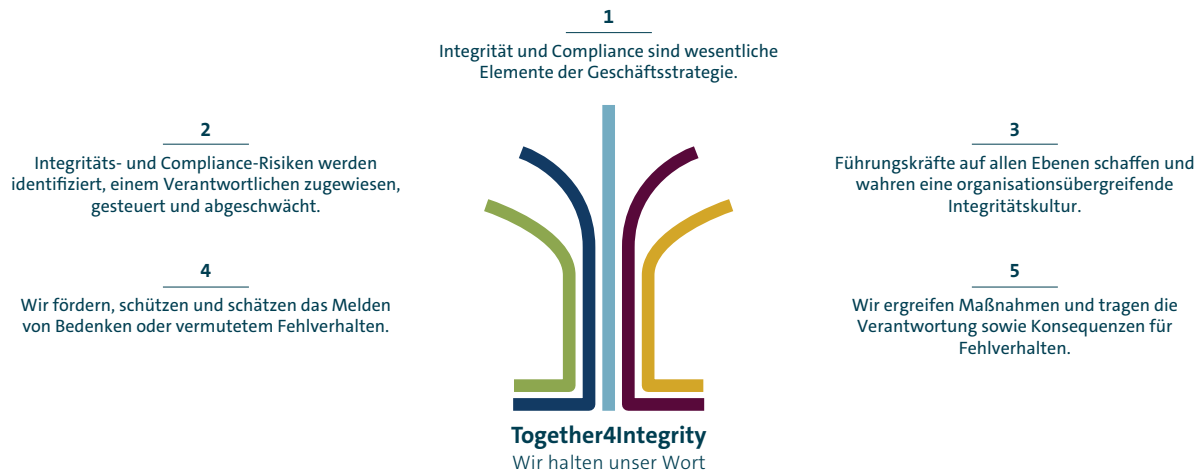 1
Integrität und Compliance sind wesentliche
Elemente der Geschäftsstrategie.
2
Integritäts- und Compliance-Risiken werden
identifiziert, einem Verantwortlichen zugewiesen,
gesteuert und abgeschwächt.
3
Führungskräfte auf allen Ebenen schaffen und
wahren eine organisationsübergreifende
Integritätskultur.
4
Wir fördern, schützen und schätzen das Melden
von Bedenken oder vermutetem Fehlverhalten.
5
Wir ergreifen Maßnahmen und tragen die
Verantwortung sowie Konsequenzen für
Fehlverhalten.
Together4Integrity
Wir halten unser Wort